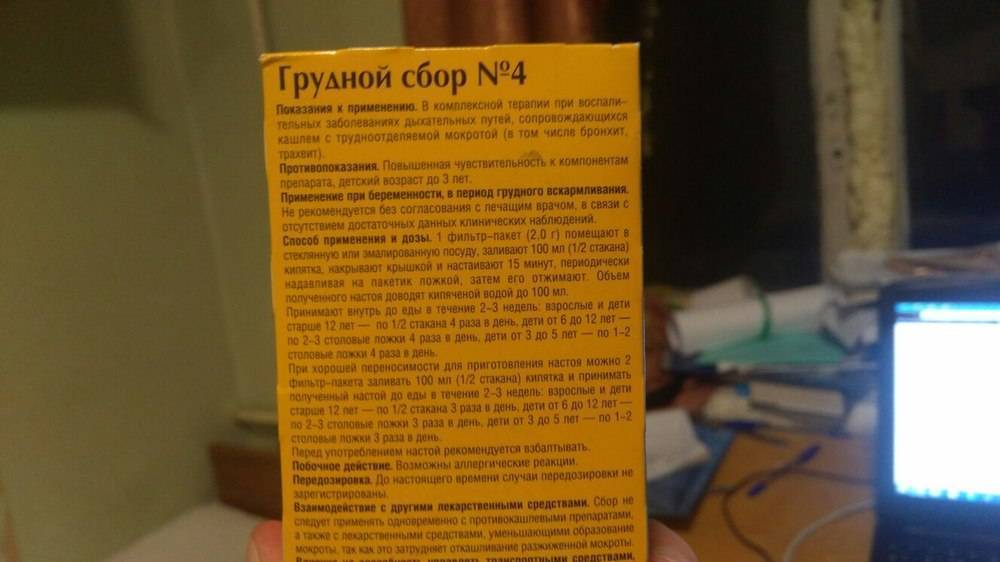 Грудной сбор №4
Показания к применению. В комплексной терапии при воспали-
тельных заболеваниях дыхательных путей, сопровождающихся
кашлем с трудноотделяемой мокротой (в том числе бронхит,
трахеит).
Противопоказания. Повышенная чувствительность к компонентам
препарата, детский возраст до 3 лет.
Применение при беременности, в период грудного вскармливания.
Не рекомендуется без согласования с лечащим врачом, в связи с
отсутствием достаточных данных клинических наблюдений.
Способ применения и дозы. 1 фильтр–пакет (2,0 г) помещают в
стеклянную или эмалированную посуду, заливают 100 мл (1/2 стакана)
кипятка, накрывают крышкой и настаивают 15 минут, периодически
надавливая на пакетик ложкой, затем его отжимают. Объем
полученного настоя доводят кипяченой водой до 100 мл.
Принимают внутрь до еды в течение 2–3 недель: взрослые и дети
старше 12 лет — по 1/2 стакана 4 раза в день, дети от 6 до 12 лет —
по 2–3 столовые ложки 4 раза в день, дети от 3 до 5 лет — по 1–2
столовые ложки 4 раза в день.
При хорошей переносимости для приготовления настоя можно 2
фильтр–пакета заливать 100 мл (1/2 стакана) кипятка и принимать
полученный настой до еды в течение 2–3 недель: взрослые и дети
старше 12 лет — по 1/2 стакана 3 раза в день, дети от 6 до 12 лет —
по 2–3 столовые ложки 3 раза в день, дети от 3 до 5 лет — по 1–2
столовые ложки 3 раза в день.
Перед употреблением настой рекомендуется взбалтывать.
Побочное действие. Возможны аллергические реакции.
Передозировка. До настоящего времени случаи передозировки не
зарегистрированы.
Взаимодействие с другими лекарственными средствами. Сбор не
следует применять одновременно с противокашлевыми препаратами,
а также с лекарственными средствами, уменьшающими образование
мокроты, так как это затрудняет откашливание разжиженной мокроты.
Влияние на способность управлять транспортными средствами,